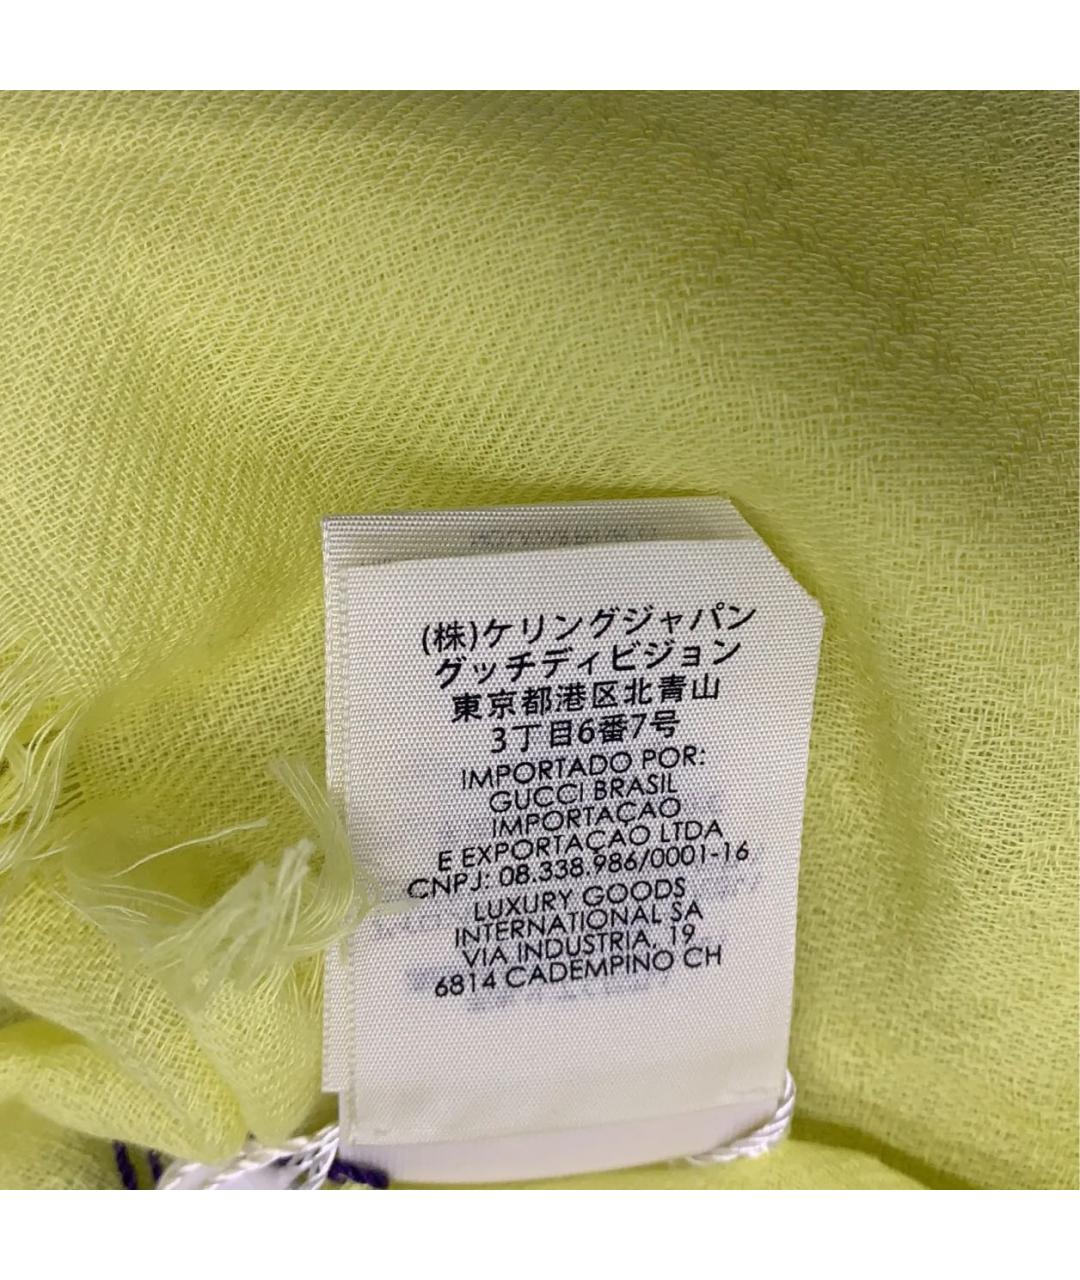 (株)ケリングジャパン
グッチディビジョン
東京都港区北青山
3丁目6番7号
IMPORTADO POR:
GUCCI BRASIL
IMPORTAÇAO
E EXPORTAÇAO LTDA
CNPJ: 08.338.986/0001-16
LUXURY GOODS
INTERNATIONAL SA
VIA INDUSTRIA, 19
6814 CADEMPINO CH